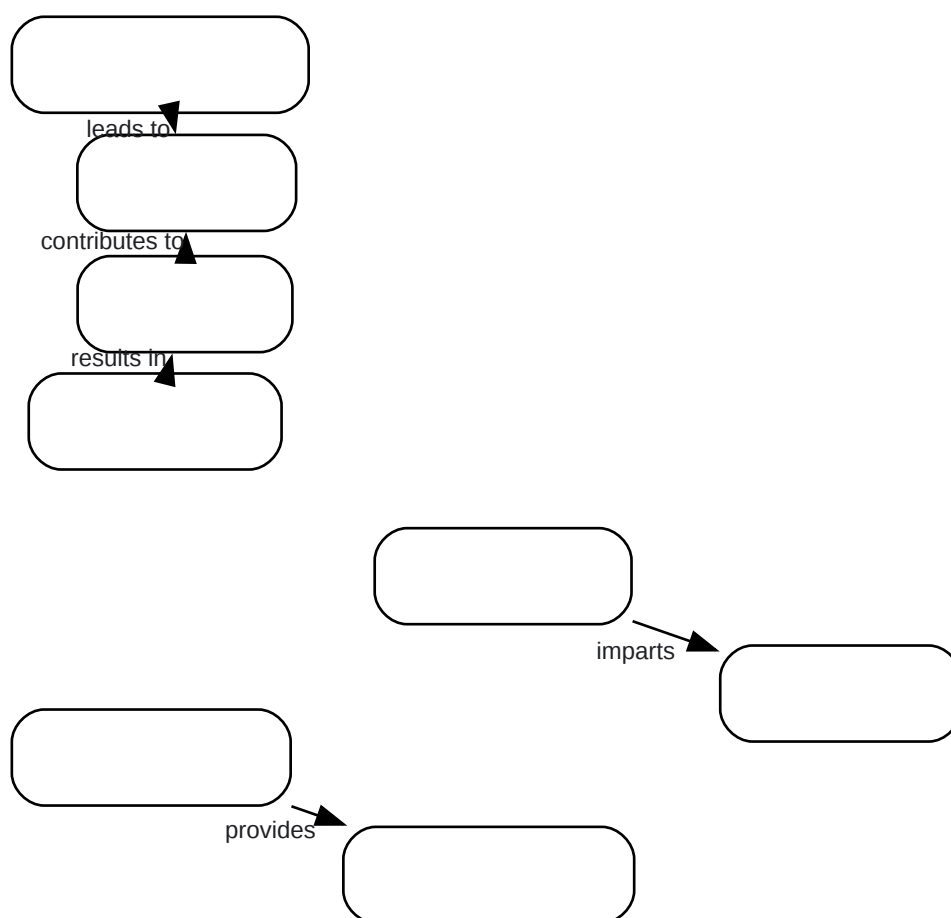 leads to
contributes to
results in
imparts
provides